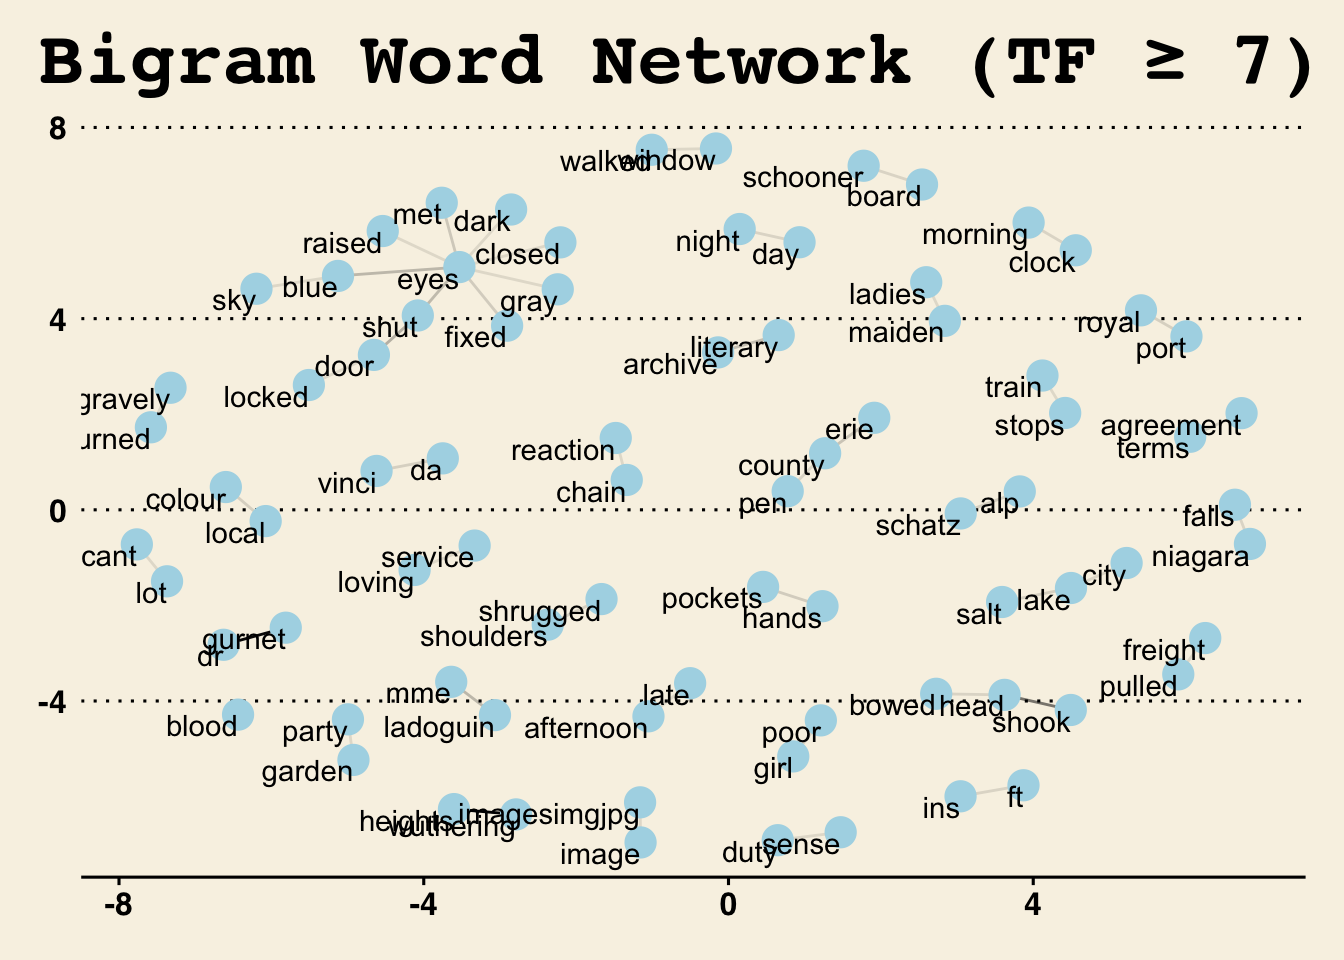 Bigram Word Network (TF ≥ 7)
8
walked window
schooner
board
met dark
raised
night
day
morning
clock
closed
eyes
sky blue
gray
ladies
4
shut
fixed
maiden
royal
port
literary
archive
door
locked
gravely
urned
train
stops
agreement
terms
erie
county
pen
reaction
chain
vinci da
colour
local
0
schatz alp
falls
niagara
cant
lot
service
loving
city
salt lake
pockets
hands
shrugged
shoulders
gurnet
dr
freight
pulled
mme
ladoguin
late
afternoon
-4
bowed head
shook
blood
party
garden
poor
girl
heights
wuthering
imagesimgjpg
image
ins ft
duty sense
-8 -4 0 4